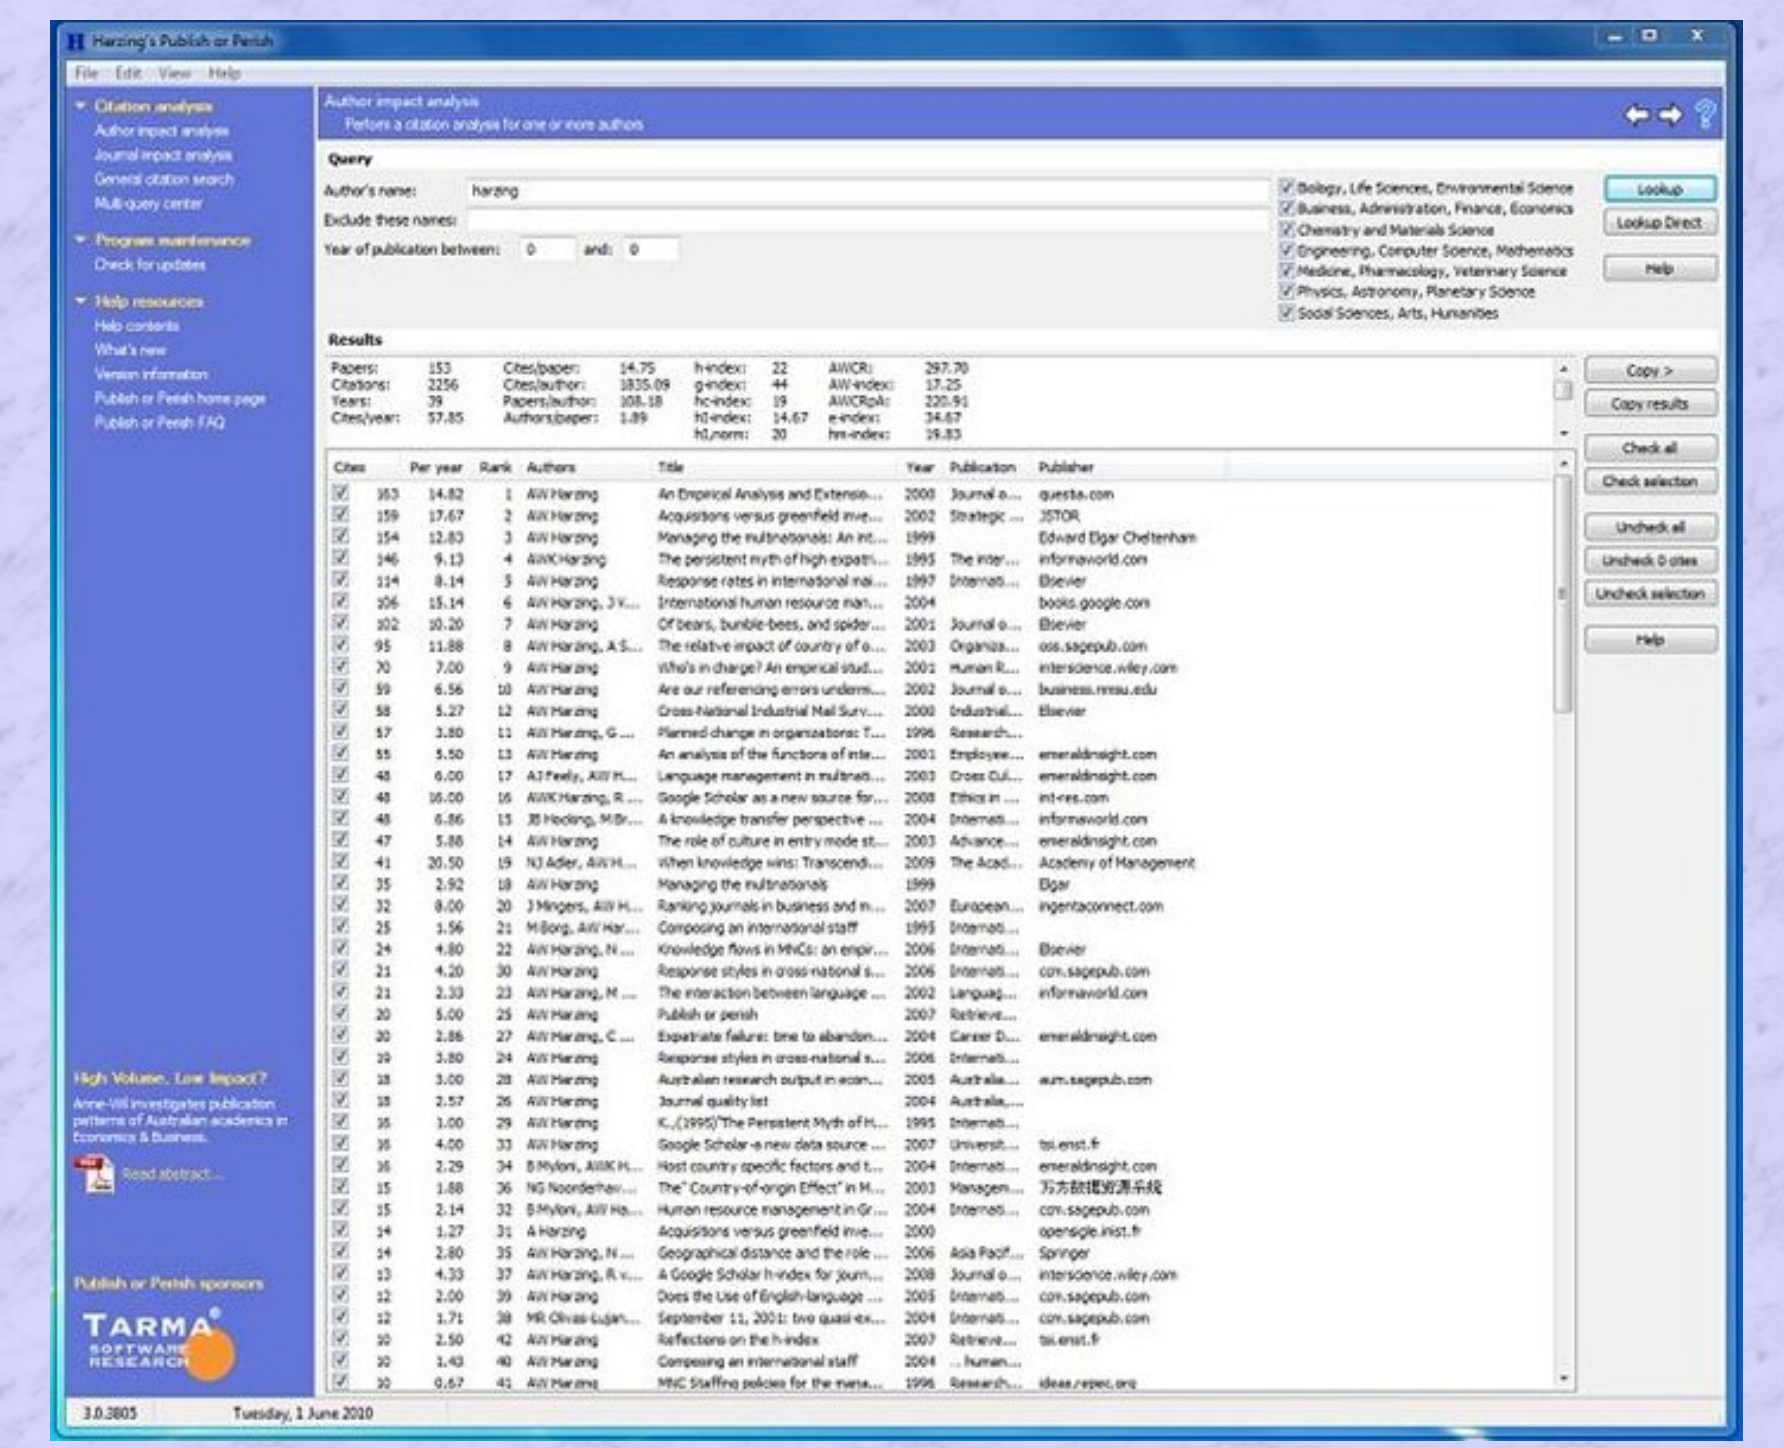 Harzing's Publish or Perish
File Edit View Help
Citation analysis
Author impact analysis
Journal impact analysis
General citation search
Multi-query center
Program maintenance
Check for updates
Help resources
Help contents
What's new
Version information
Publish or Perish home page
Publish or Perish FAQ
High Volume, Low Impact?
Anne-Wil investigates publication
patterns of Australian academics in
Economics & Business.
Read abstract...
Publish or Perish sponsors
TARMA
SOFTWARE
RESEARCH
Author impact analysis
Perform a citation analysis for one or more authors
Query
Author's name: harzing
Exclude these names:
Year of publication between: 0 and: 0
Biology, Life Sciences, Environmental Science
Business, Administration, Finance, Economics
Chemistry and Materials Science
Engineering, Computer Science, Mathematics
Medicine, Pharmacology, Veterinary Science
Physics, Astronomy, Planetary Science
Social Sciences, Arts, Humanities
Lookup
Lookup Direct
Help
Results
Papers: 153 Cites/paper: 14.75 h-index: 22 AWCR: 297.70
Citations: 2256 Cites/author: 1835.09 g-index: 44 AW-index: 17.25
Years: 39 Papers/author: 108.18 hc-index: 19 AWCRpA: 220.91
Cites/year: 57.85 Authors/paper: 1.89 hI-index: 14.67 e-index: 34.67
hI,norm: 20 hm-index: 19.83
Copy >
Copy results
Check all
Check selection
Uncheck all
Uncheck 0 cites
Uncheck selection
Help
Cites Per year Rank Authors Title Year Publication Publisher
163 14.82 1 AW Harzing An Empirical Analysis and Extensio... 2000 Journal o... questia.com
159 17.67 2 AW Harzing Acquisitions versus greenfield inve... 2002 Strategic ... JSTOR
154 12.83 3 AW Harzing Managing the multinationals: An int... 1999 Edward Elgar Cheltenham
146 9.13 4 AWK Harzing The persistent myth of high expatri... 1995 The inter... informaworld.com
114 8.14 5 AW Harzing Response rates in international mai... 1997 Internati... Elsevier
106 15.14 6 AW Harzing, J V... International human resource man... 2004 books.google.com
102 10.20 7 AW Harzing Of bears, bumble-bees, and spider... 2001 Journal o... Elsevier
95 11.88 8 AW Harzing, A S... The relative impact of country of o... 2003 Organiza... oss.sagepub.com
70 7.00 9 AW Harzing Who's in charge? An empirical stud... 2001 Human R... interscience.wiley.com
59 6.56 10 AW Harzing Are our referencing errors undermi... 2002 Journal o... business.nmsu.edu
58 5.27 12 AW Harzing Cross-National Industrial Mail Surv... 2000 Industrial... Elsevier
57 3.80 11 AW Harzing, G ... Planned change in organizations: T... 1996 Research...
55 5.50 13 AW Harzing An analysis of the functions of inte... 2001 Employee... emeraldinsight.com
48 6.00 17 AJ Feely, AW H... Language management in multinati... 2003 Cross Cul... emeraldinsight.com
48 16.00 16 AWK Harzing, R ... Google Scholar as a new source for... 2008 Ethics in ... int-res.com
48 6.86 15 JB Hocking, M Br... A knowledge transfer perspective ... 2004 Internati... informaworld.com
47 5.88 14 AW Harzing The role of culture in entry mode st... 2003 Advance... emeraldinsight.com
41 20.50 19 NJ Adler, AW H... When knowledge wins: Transcendi... 2009 The Acad... Academy of Management
35 2.92 18 AW Harzing Managing the multinationals 1999 Elgar
32 8.00 20 J Mingers, AW H... Ranking journals in business and m... 2007 European... ingentaconnect.com
25 1.56 21 M Borg, AW Har... Composing an international staff 1995 Internati...
24 4.80 22 AW Harzing, N ... Knowledge flows in MNCs: an empir... 2006 Internati... Elsevier
21 4.20 30 AW Harzing Response styles in cross-national s... 2006 Internati... ccm.sagepub.com
21 2.33 23 AW Harzing, M ... The interaction between language ... 2002 Languag... informaworld.com
20 5.00 25 AW Harzing Publish or perish 2007 Retrieve...
20 2.86 27 AW Harzing, C ... Expatriate failure: time to abandon... 2004 Career D... emeraldinsight.com
19 3.80 24 AW Harzing Response styles in cross-national s... 2006 Internati...
18 3.00 28 AW Harzing Australian research output in econ... 2005 Australia... aum.sagepub.com
18 2.57 26 AW Harzing Journal quality list 2004 Australia,...
16 1.00 29 AW Harzing K.,(1995)'The Persistent Myth of H... 1995 Internati...
16 4.00 33 AW Harzing Google Scholar-a new data source ... 2007 Universit... tsi.enst.fr
16 2.29 34 B Myloni, AWK H... Host country specific factors and t... 2004 Internati... emeraldinsight.com
15 1.88 36 NG Noorderhav... The" Country-of-origin Effect" in M... 2003 Managem... 万方数据资源系统
15 2.14 32 B Myloni, AW Ha... Human resource management in Gr... 2004 Internati... ccm.sagepub.com
14 1.27 31 A Harzing Acquisitions versus greenfield inve... 2000 opensigle.inist.fr
14 2.80 35 AW Harzing, N ... Geographical distance and the role ... 2006 Asia Pacif... Springer
13 4.33 37 AW Harzing, R v... A Google Scholar h-index for journ... 2008 Journal o... interscience.wiley.com
12 2.00 39 AW Harzing Does the Use of English-language ... 2005 Internati... ccm.sagepub.com
12 1.71 38 MR Olivas-Lujan... September 11, 2001: two quasi-ex... 2004 Internati... ccm.sagepub.com
10 2.50 42 AW Harzing Reflections on the h-index 2007 Retrieve... tsi.enst.fr
10 1.43 40 AW Harzing Composing an international staff 2004 ... human...
10 0.67 41 AW Harzing MNC Staffing policies for the mana... 1996 Research... ideas.repec.org
3.0.3805 Tuesday, 1 June 2010